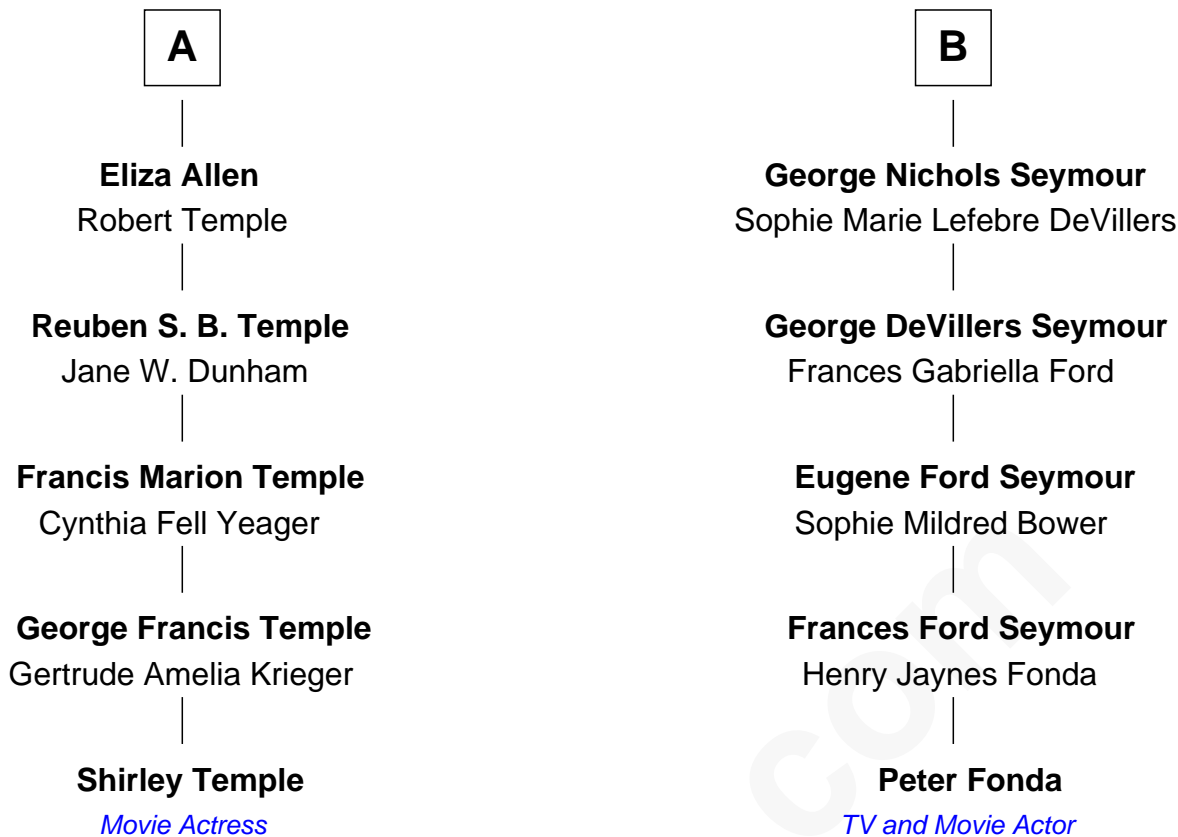 A
Eliza Allen
Robert Temple
Reuben S. B. Temple
Jane W. Dunham
Francis Marion Temple
Cynthia Fell Yeager
George Francis Temple
Gertrude Amelia Krieger
Shirley Temple
Movie Actress
B
George Nichols Seymour
Sophie Marie Lefebre DeVillers
George DeVillers Seymour
Frances Gabriella Ford
Eugene Ford Seymour
Sophie Mildred Bower
Frances Ford Seymour
Henry Jaynes Fonda
Peter Fonda
TV and Movie Actor
com